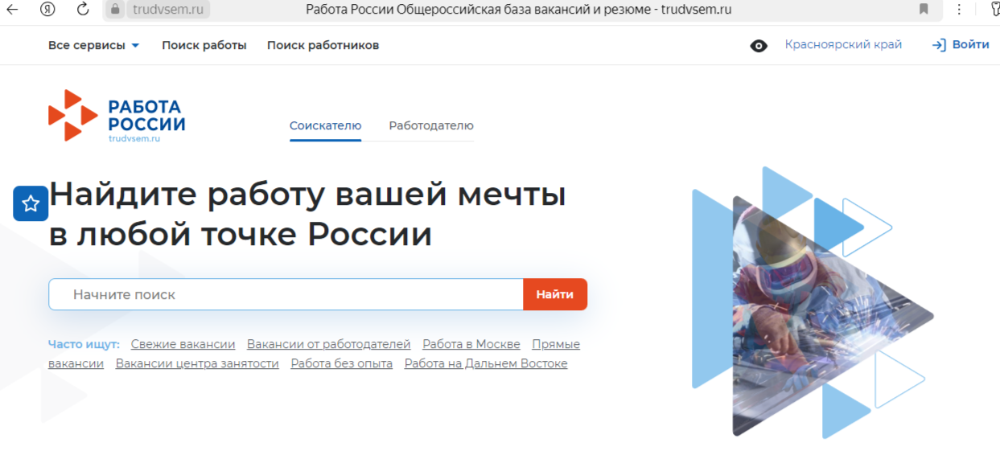 Я trudvsem.ru Работа России Общероссийская база вакансий и резюме - trudvsem.ru
Все сервисы Поиск работы Поиск работников Красноярский край Войти
РАБОТА
РОССИИ
trudvsem.ru
Соискателю Работодателю
Найдите работу вашей мечты
в любой точке России
Начните поиск Найти
Часто ищут: Свежие вакансии Вакансии от работодателей Работа в Москве Прямые
вакансии Вакансии центра занятости Работа без опыта Работа на Дальнем Востоке